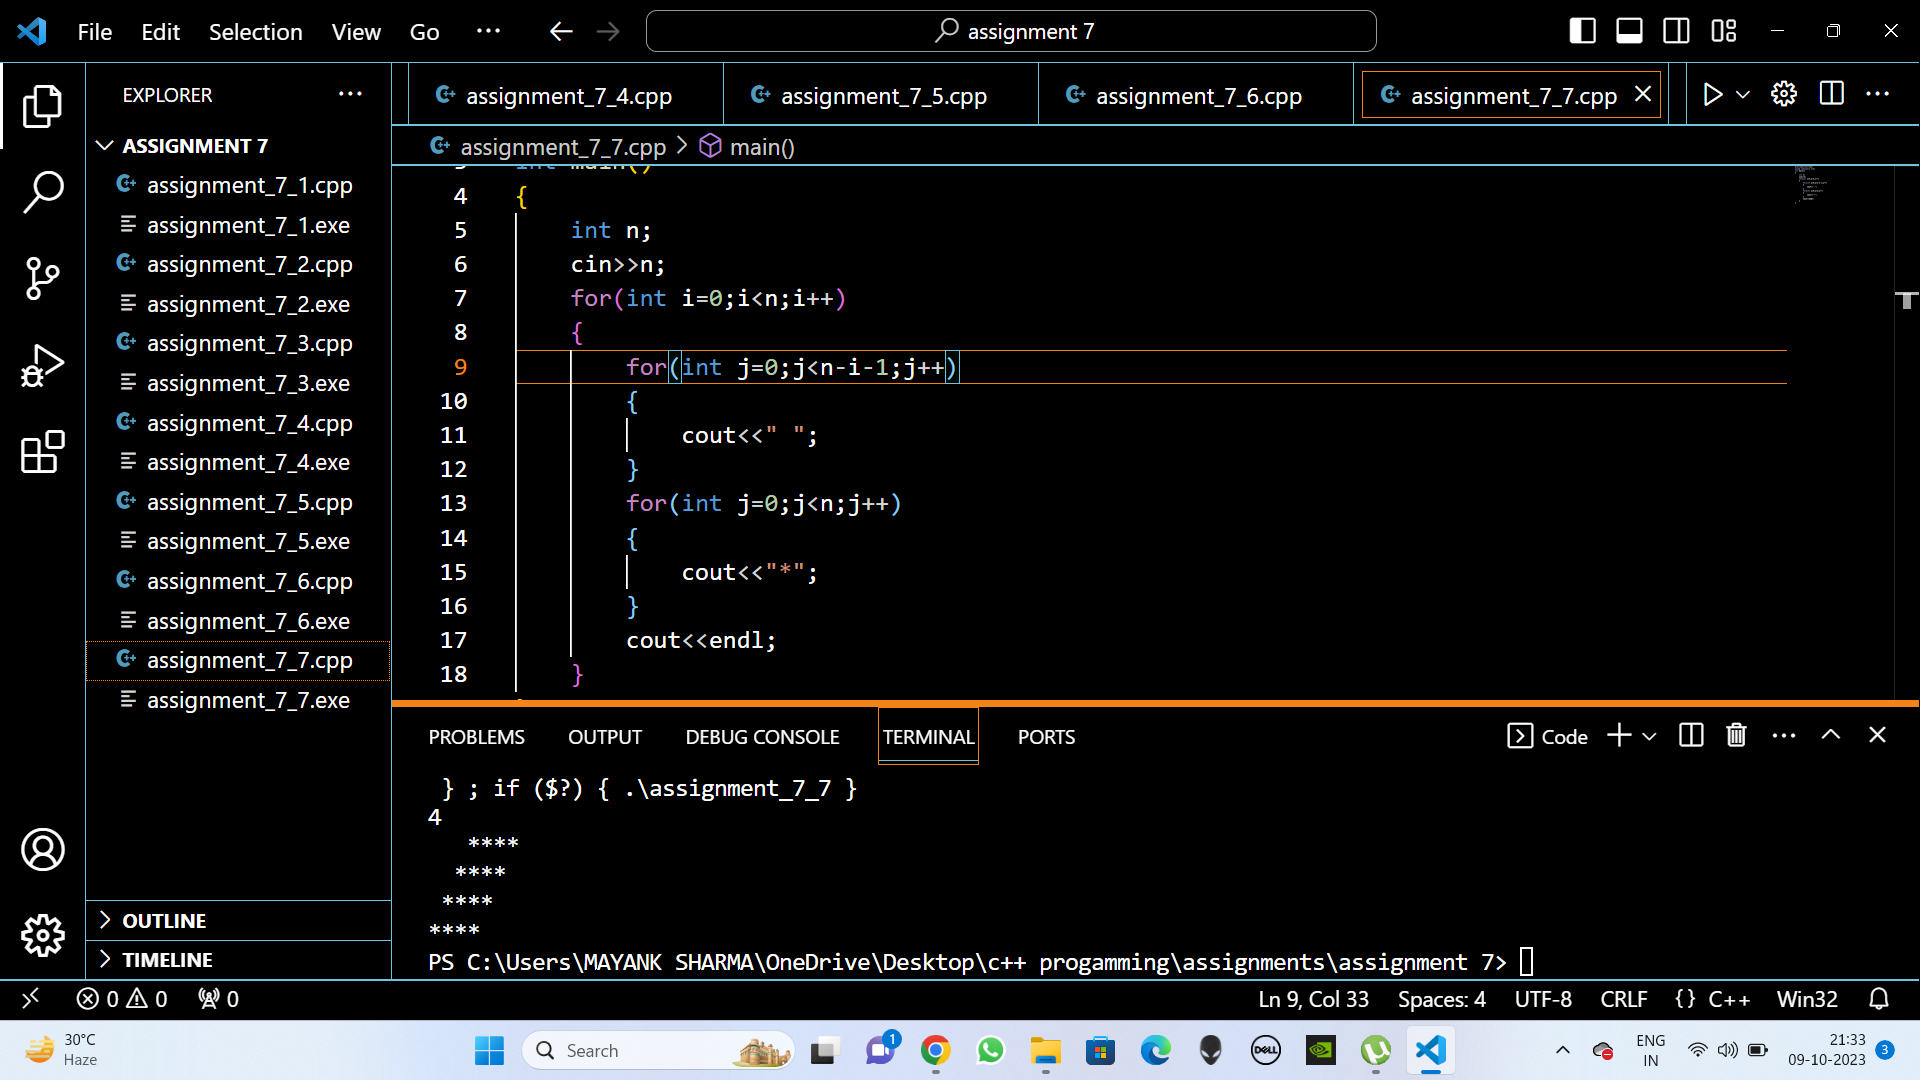 File Edit Selection View Go ··· assignment 7
EXPLORER ···
ASSIGNMENT 7
assignment_7_1.cpp
assignment_7_1.exe
assignment_7_2.cpp
assignment_7_2.exe
assignment_7_3.cpp
assignment_7_3.exe
assignment_7_4.cpp
assignment_7_4.exe
assignment_7_5.cpp
assignment_7_5.exe
assignment_7_6.cpp
assignment_7_6.exe
assignment_7_7.cpp
assignment_7_7.exe
OUTLINE
TIMELINE
assignment_7_4.cpp assignment_7_5.cpp assignment_7_6.cpp assignment_7_7.cpp
assignment_7_7.cpp > main()
3 int main()
4 {
5 int n;
6 cin>>n;
7 for(int i=0;i<n;i++)
8 {
9 for(int j=0;j<n-i-1;j++)
10 {
11 cout<<" ";
12 }
13 for(int j=0;j<n;j++)
14 {
15 cout<<"*";
16 }
17 cout<<endl;
18 }
PROBLEMS OUTPUT DEBUG CONSOLE TERMINAL PORTS Code
} ; if ($?) { .\assignment_7_7 }
4
   ****
  ****
 ****
****
PS C:\Users\MAYANK SHARMA\OneDrive\Desktop\c++ progamming\assignments\assignment 7>
0 0 0 Ln 9, Col 33 Spaces: 4 UTF-8 CRLF {} C++ Win32
30°C
Haze
Search
1
DELL
ENG
IN
21:33
09-10-2023
3